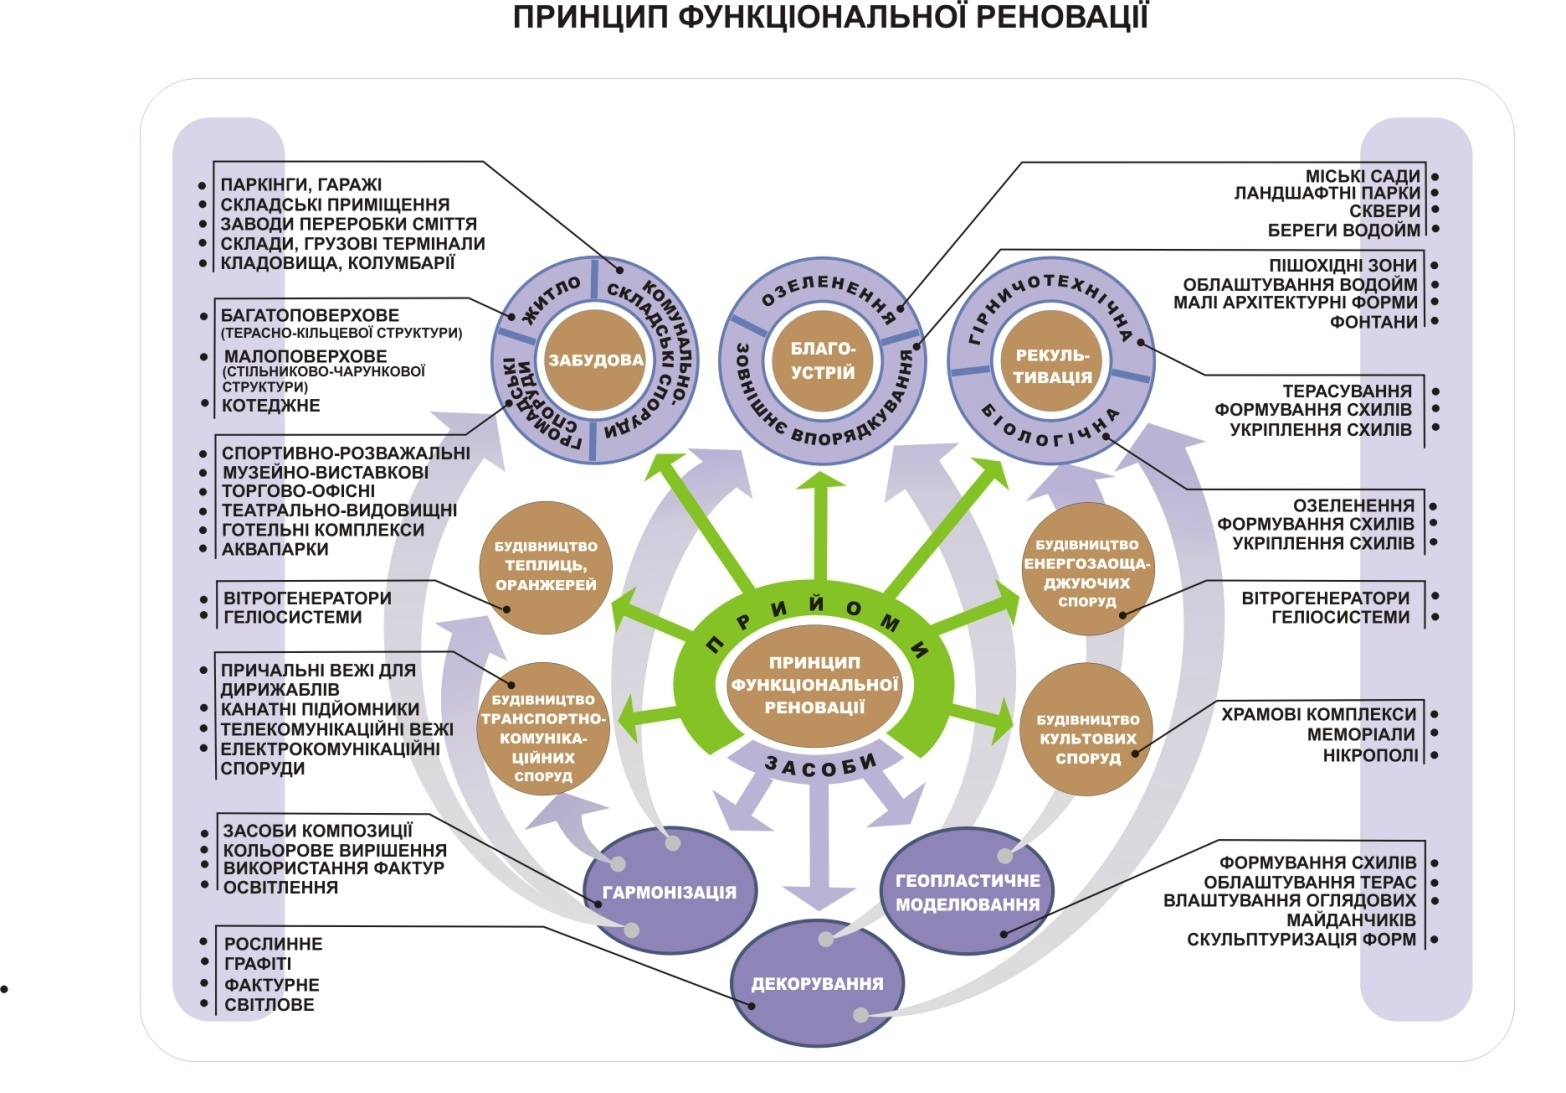 ПРИНЦИП ФУНКЦІОНАЛЬНОЇ РЕНОВАЦІЇ
ПАРКІНГИ, ГАРАЖІ
СКЛАДСЬКІ ПРИМІЩЕННЯ
ЗАВОДИ ПЕРЕРОБКИ СМІТТЯ
СКЛАДИ, ГРУЗОВІ ТЕРМІНАЛИ
КЛАДОВИЩА, КОЛУМБАРІЇ
БАГАТОПОВЕРХОВЕ
(ТЕРАСНО-КІЛЬЦЕВОЇ СТРУКТУРИ)
МАЛОПОВЕРХОВЕ
(СТІЛЬНИКОВО-ЧАРУНКОВОЇ
СТРУКТУРИ)
КОТЕДЖНЕ
СПОРТИВНО-РОЗВАЖАЛЬНІ
МУЗЕЙНО-ВИСТАВКОВІ
ТОРГОВО-ОФІСНІ
ТЕАТРАЛЬНО-ВИДОВИЩНІ
ГОТЕЛЬНІ КОМПЛЕКСИ
АКВАПАРКИ
ВІТРОГЕНЕРАТОРИ
ГЕЛІОСИСТЕМИ
ПРИЧАЛЬНІ ВЕЖІ ДЛЯ
ДИРИЖАБЛІВ
КАНАТНІ ПІДЙОМНИКИ
ТЕЛЕКОМУНІКАЦІЙНІ ВЕЖІ
ЕЛЕКТРОКОМУНІКАЦІЙНІ
СПОРУДИ
ЗАСОБИ КОМПОЗИЦІЇ
КОЛЬОРОВЕ ВИРІШЕННЯ
ВИКОРИСТАННЯ ФАКТУР
ОСВІТЛЕННЯ
РОСЛИННЕ
ГРАФІТІ
ФАКТУРНЕ
СВІТЛОВЕ
ЖИТЛО
КОМУНАЛЬНО-
СКЛАДСЬКІ СПОРУДИ
ГРОМАДСЬКІ
СПОРУДИ
ЗАБУДОВА
ОЗЕЛЕНЕННЯ
ЗОВНІШНЄ ВПОРЯДКУВАННЯ
БЛАГО-
УСТРІЙ
ГІРНИЧОТЕХНІЧНА
БІОЛОГІЧНА
РЕКУЛЬ-
ТИВАЦІЯ
БУДІВНИЦТВО
ТЕПЛИЦЬ,
ОРАНЖЕРЕЙ
БУДІВНИЦТВО
ТРАНСПОРТНО-
КОМУНІКА-
ЦІЙНИХ
СПОРУД
ПРИЙОМИ
ПРИНЦИП
ФУНКЦІОНАЛЬНОЇ
РЕНОВАЦІЇ
ЗАСОБИ
БУДІВНИЦТВО
ЕНЕРГОЗАОЩА-
ДЖУЮЧИХ
СПОРУД
БУДІВНИЦТВО
КУЛЬТОВИХ
СПОРУД
ГАРМОНІЗАЦІЯ
ДЕКОРУВАННЯ
ГЕОПЛАСТИЧНЕ
МОДЕЛЮВАННЯ
МІСЬКІ САДИ
ЛАНДШАФТНІ ПАРКИ
СКВЕРИ
БЕРЕГИ ВОДОЙМ
ПІШОХІДНІ ЗОНИ
ОБЛАШТУВАННЯ ВОДОЙМ
МАЛІ АРХІТЕКТУРНІ ФОРМИ
ФОНТАНИ
ТЕРАСУВАННЯ
ФОРМУВАННЯ СХИЛІВ
УКРІПЛЕННЯ СХИЛІВ
ОЗЕЛЕНЕННЯ
ФОРМУВАННЯ СХИЛІВ
УКРІПЛЕННЯ СХИЛІВ
ВІТРОГЕНЕРАТОРИ
ГЕЛІОСИСТЕМИ
ХРАМОВІ КОМПЛЕКСИ
МЕМОРІАЛИ
НІКРОПОЛІ
ФОРМУВАННЯ СХИЛІВ
ОБЛАШТУВАННЯ ТЕРАС
ВЛАШТУВАННЯ ОГЛЯДОВИХ
МАЙДАНЧИКІВ
СКУЛЬПТУРИЗАЦІЯ ФОРМ